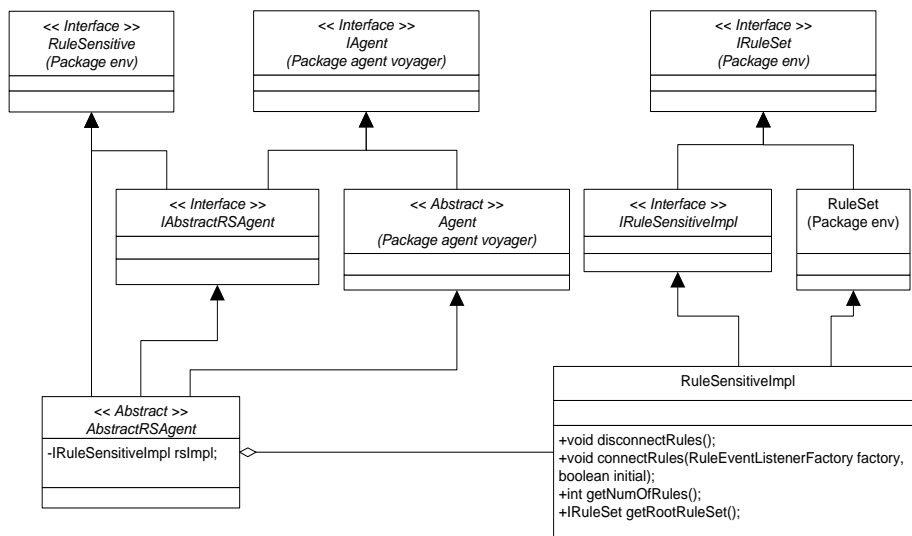 << Interface >>
RuleSensitive
(Package env)
<< Interface >>
IAgent
(Package agent voyager)
<< Interface >>
IRuleSet
(Package env)
<< Interface >>
IAbstractRSAgent
<< Abstract >>
Agent
(Package agent voyager)
<< Interface >>
IRuleSensitiveImpl
RuleSet
(Package env)
<< Abstract >>
AbstractRSAgent
-IRuleSensitiveImpl rsImpl;
RuleSensitiveImpl
+void disconnectRules();
+void connectRules(RuleEventListenerFactory factory,
boolean initial);
+int getNumOfRules();
+IRuleSet getRootRuleSet();